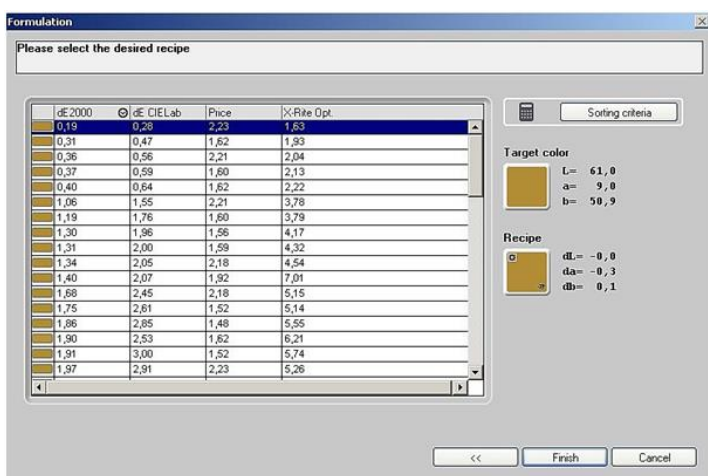 Formulation
Please select the desired recipe
dE2000 dE CIELab Price X-Rite Opt.
0,19 0,28 2,23 1,63
0,31 0,47 1,62 1,93
0,36 0,56 2,21 2,04
0,37 0,59 1,60 2,13
0,40 0,64 1,62 2,22
1,06 1,55 2,21 3,78
1,19 1,76 1,60 3,79
1,30 1,96 1,56 4,17
1,31 2,00 1,59 4,32
1,34 2,05 2,18 4,54
1,40 2,07 1,92 7,01
1,68 2,45 2,18 5,15
1,75 2,61 1,52 5,14
1,86 2,85 1,48 5,55
1,90 2,53 1,62 6,21
1,91 3,00 1,52 5,74
1,97 2,91 2,23 5,26
Sorting criteria
Target color
L= 61,0
a= 9,0
b= 50,9
Recipe
dL= -0,0
da= -0,3
db= 0,1
<< Finish Cancel